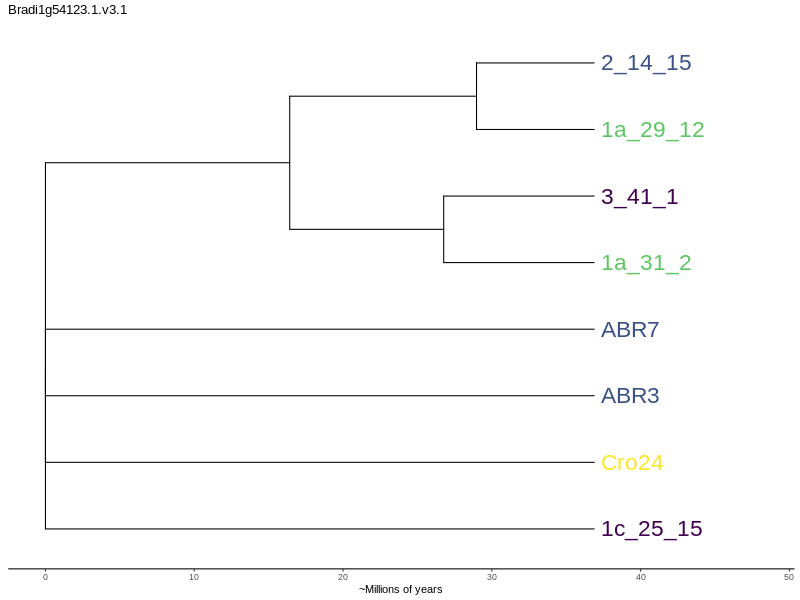 Bradi1g54123.1.v3.1
2_14_15
1a_29_12
3_41_1
1a_31_2
ABR7
ABR3
Cro24
1c_25_15
0 10 20 30 40 50
~Millions of years